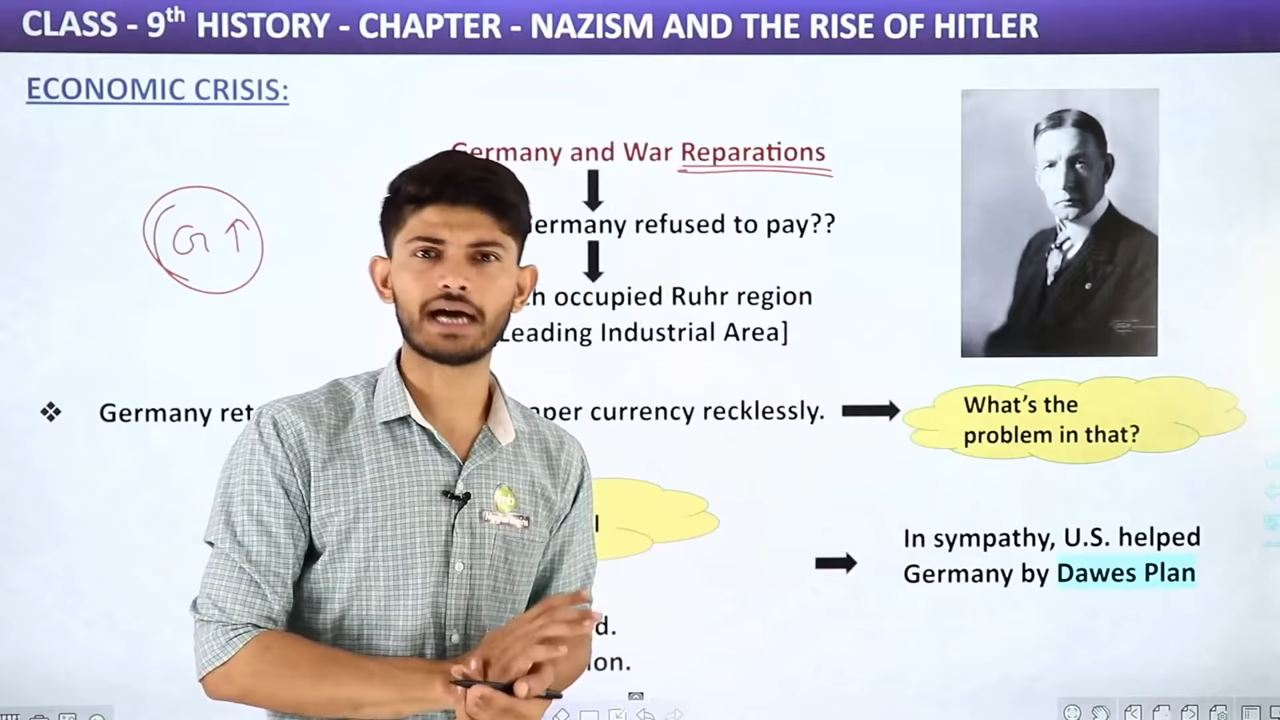 CLASS - 9th HISTORY - CHAPTER - NAZISM AND THE RISE OF HITLER
ECONOMIC CRISIS:
Germany and War Reparations
G ↑
ermany refused to pay??
h occupied Ruhr region
Leading Industrial Area]
❖ Germany ret
aper currency recklessly.
What's the
problem in that?
l
In sympathy, U.S. helped
Germany by Dawes Plan
d.
ion.